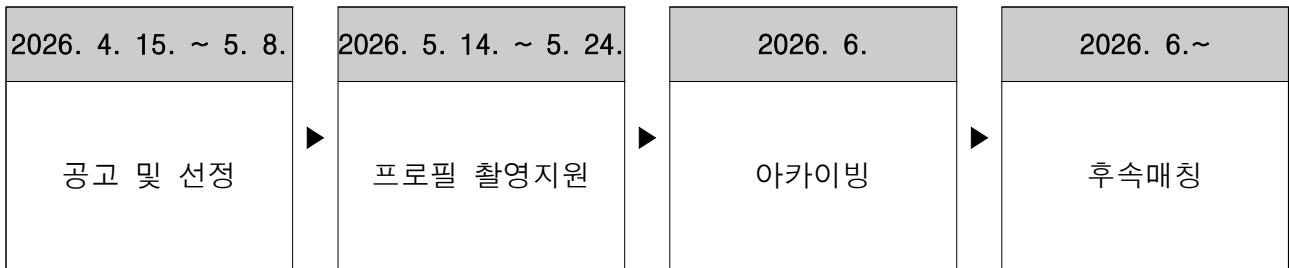 2026. 4. 15. ~ 5. 8.
공고 및 선정
▶
2026. 5. 14. ~ 5. 24.
프로필 촬영지원
▶
2026. 6.
아카이빙
▶
2026. 6.~
후속매칭